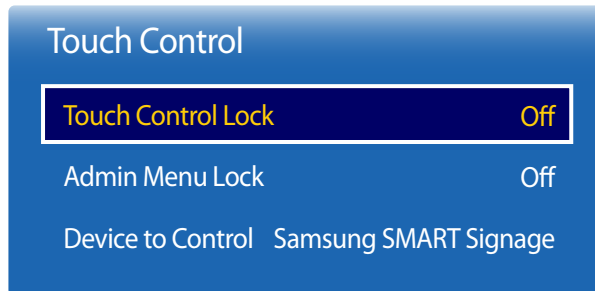 Touch Control
Touch Control Lock Off
Admin Menu Lock Off
Device to Control Samsung SMART Signage